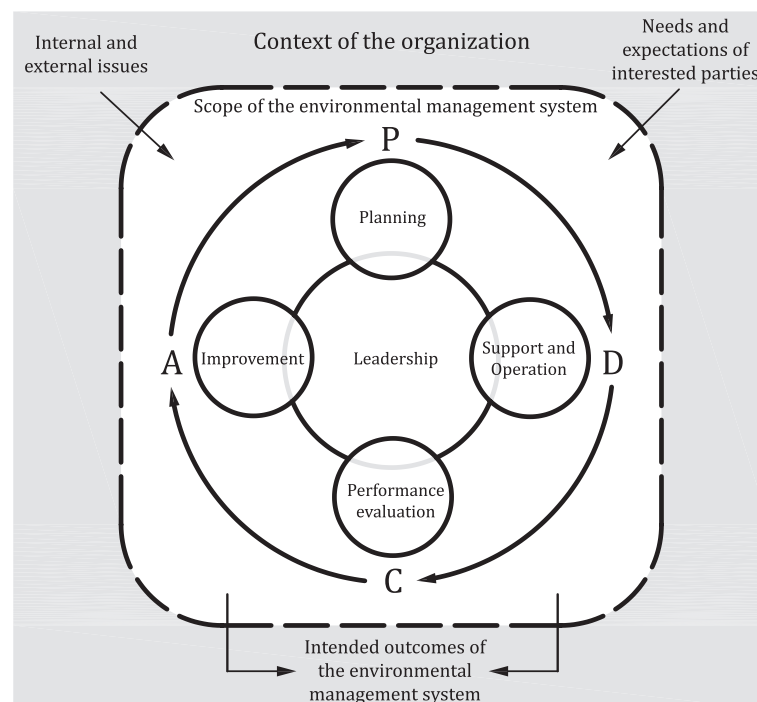 Internal and
external issues
Context of the organization
Needs and
expectations of
interested parties
Scope of the environmental management system
P
Planning
A
Improvement
Leadership
Support and
Operation
D
Performance
evaluation
C
Intended outcomes of
the environmental
management system